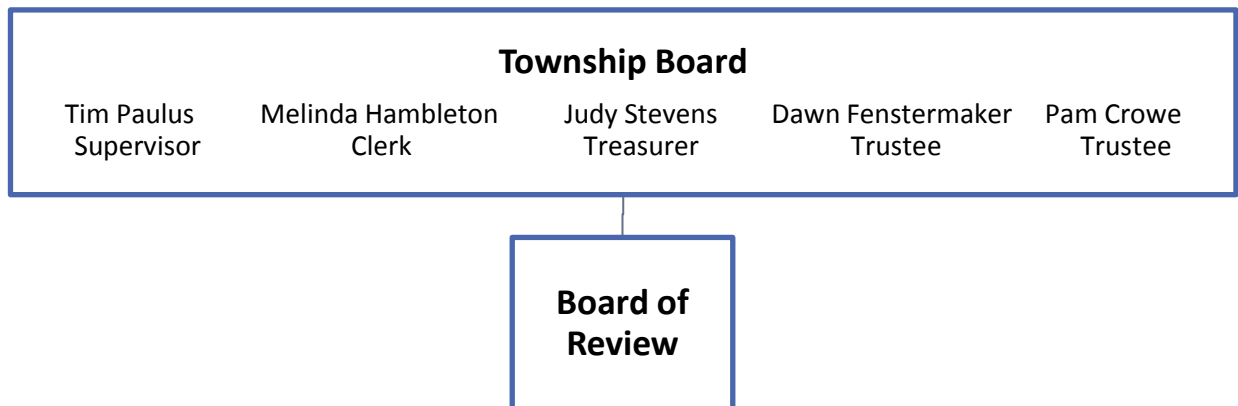 Township Board
Tim Paulus Melinda Hambleton Judy Stevens Dawn Fenstermaker Pam Crowe
Supervisor Clerk Treasurer Trustee Trustee
Board of
Review